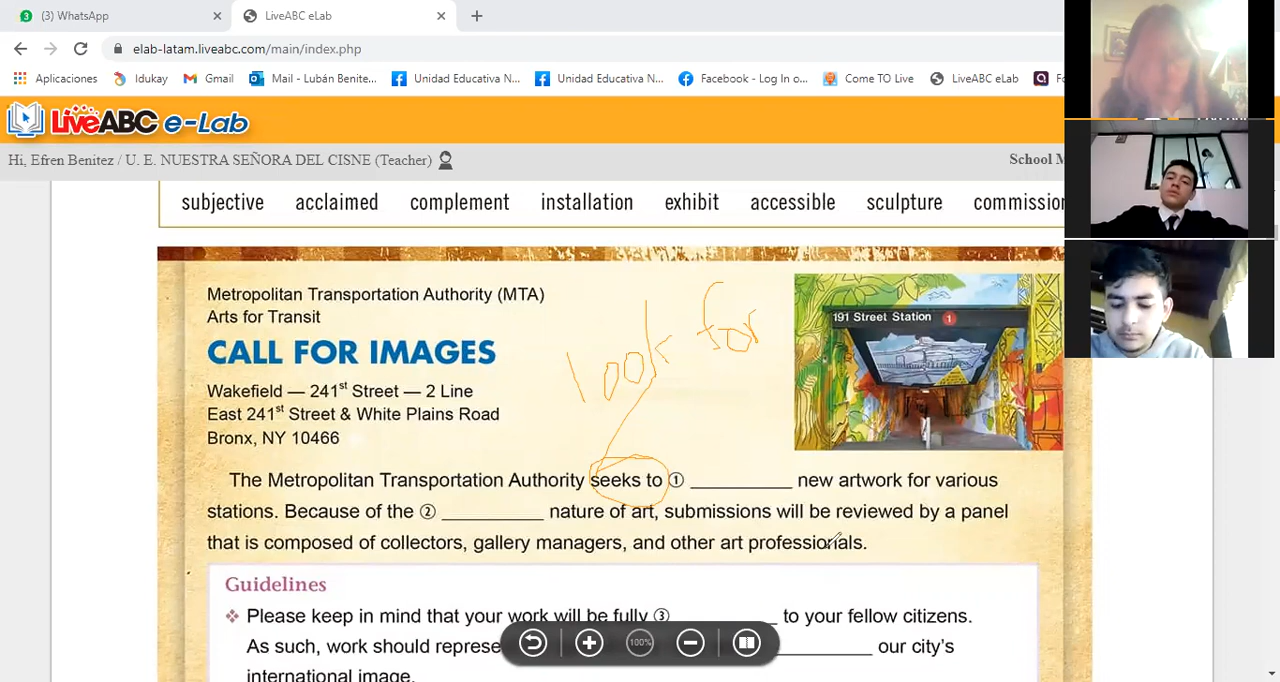 (3) WhatsApp
LiveABC eLab
elab-latam.liveabc.com/main/index.php
Aplicaciones
Idukay
Gmail
Mail - Lubán Benite...
Unidad Educativa N...
Unidad Educativa N...
Facebook - Log In o...
Come TO Live
LiveABC eLab
LiveABC e-Lab
Hi, Efren Benitez / U. E. NUESTRA SEÑORA DEL CISNE (Teacher)
School
subjective acclaimed complement installation exhibit accessible sculpture commission
Metropolitan Transportation Authority (MTA)
Arts for Transit
CALL FOR IMAGES
look for
191 Street Station 1
Wakefield — 241st Street — 2 Line
East 241st Street & White Plains Road
Bronx, NY 10466
The Metropolitan Transportation Authority seeks to ① __________ new artwork for various
stations. Because of the ② __________ nature of art, submissions will be reviewed by a panel
that is composed of collectors, gallery managers, and other art professionals.
Guidelines
❖ Please keep in mind that your work will be fully ③ __________ to your fellow citizens.
As such, work should represe __________ our city's
international image.
100%